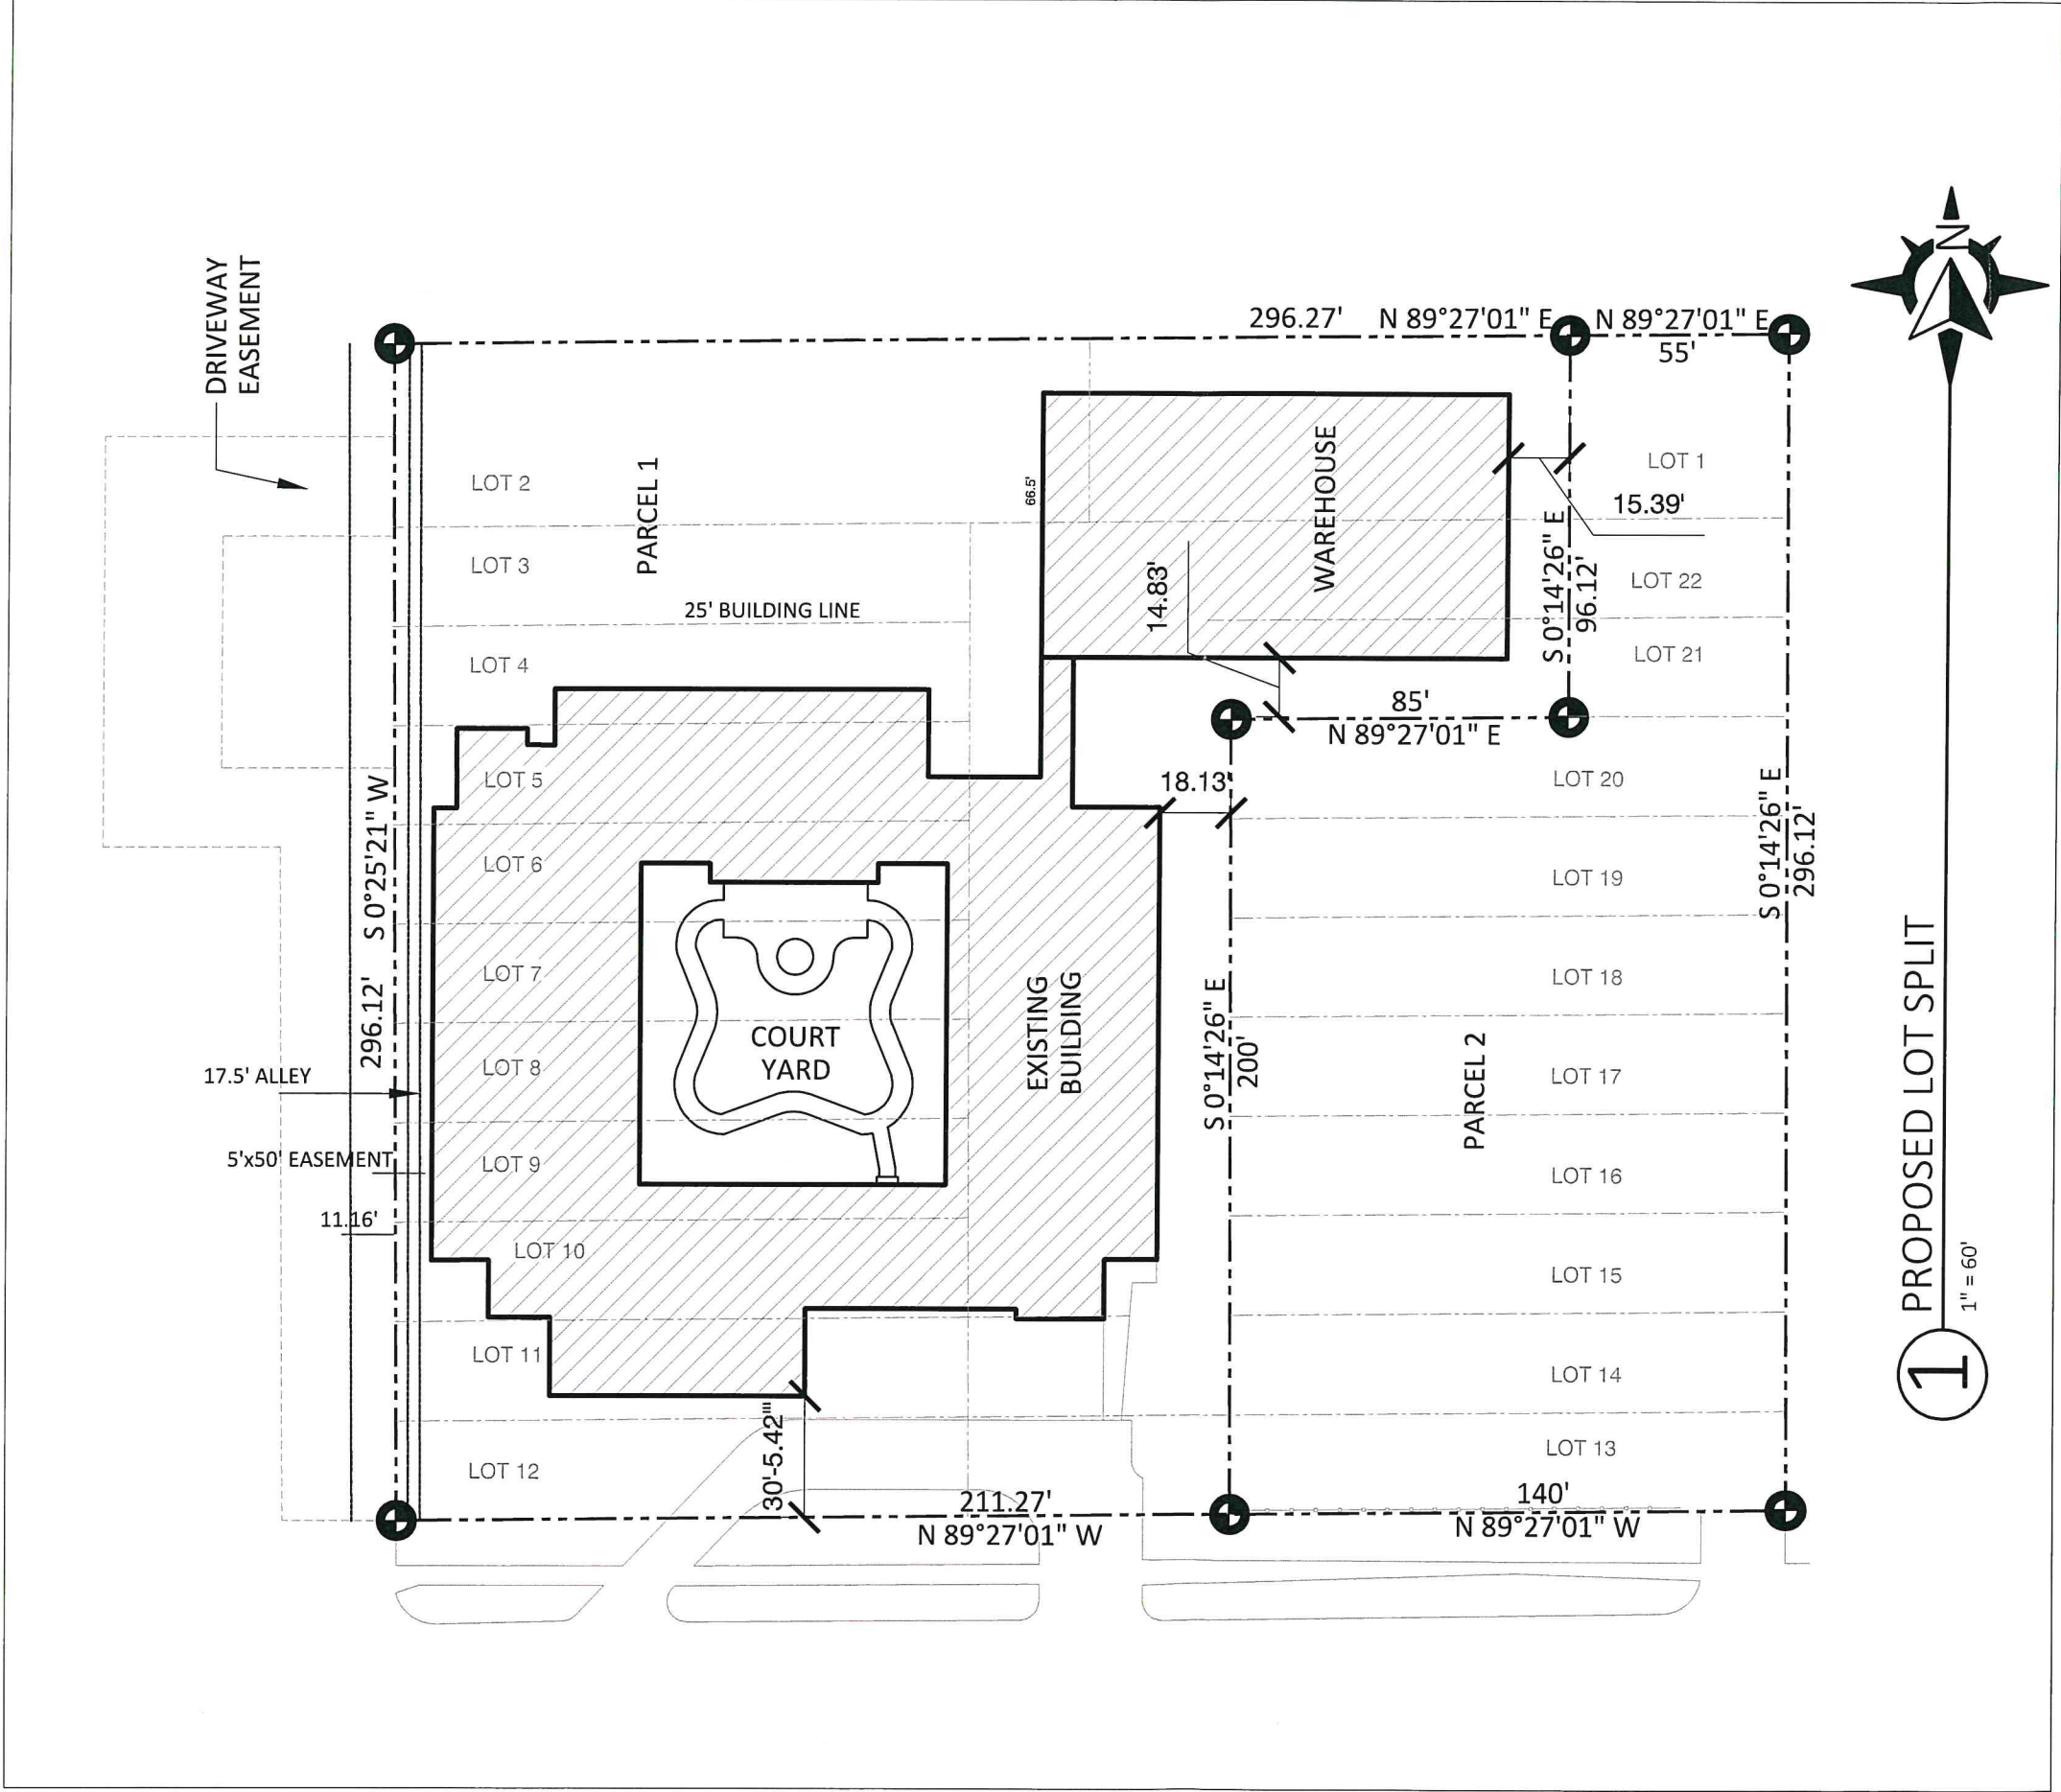 DRIVEWAY
EASEMENT
296.27' N 89°27'01" E
N 89°27'01" E
55'
N
LOT 2
PARCEL 1
66.5'
WAREHOUSE
LOT 1
15.39'
LOT 3
14.83'
S 0°14'26" E
96.12'
LOT 22
25' BUILDING LINE
LOT 4
LOT 21
85'
N 89°27'01" E
LOT 5
18.13'
LOT 20
S 0°25'21" W
296.12'
LOT 6
LOT 19
S 0°14'26" E
296.12'
LOT 7
LOT 18
COURT
YARD
EXISTING
BUILDING
S 0°14'26" E
200'
17.5' ALLEY
LOT 8
LOT 17
PARCEL 2
5'x50' EASEMENT
LOT 9
LOT 16
11.16'
LOT 10
LOT 15
LOT 11
LOT 14
30'-5.42"'
LOT 12
LOT 13
211.27'
N 89°27'01" W
140'
N 89°27'01" W
1
PROPOSED LOT SPLIT
1" = 60'